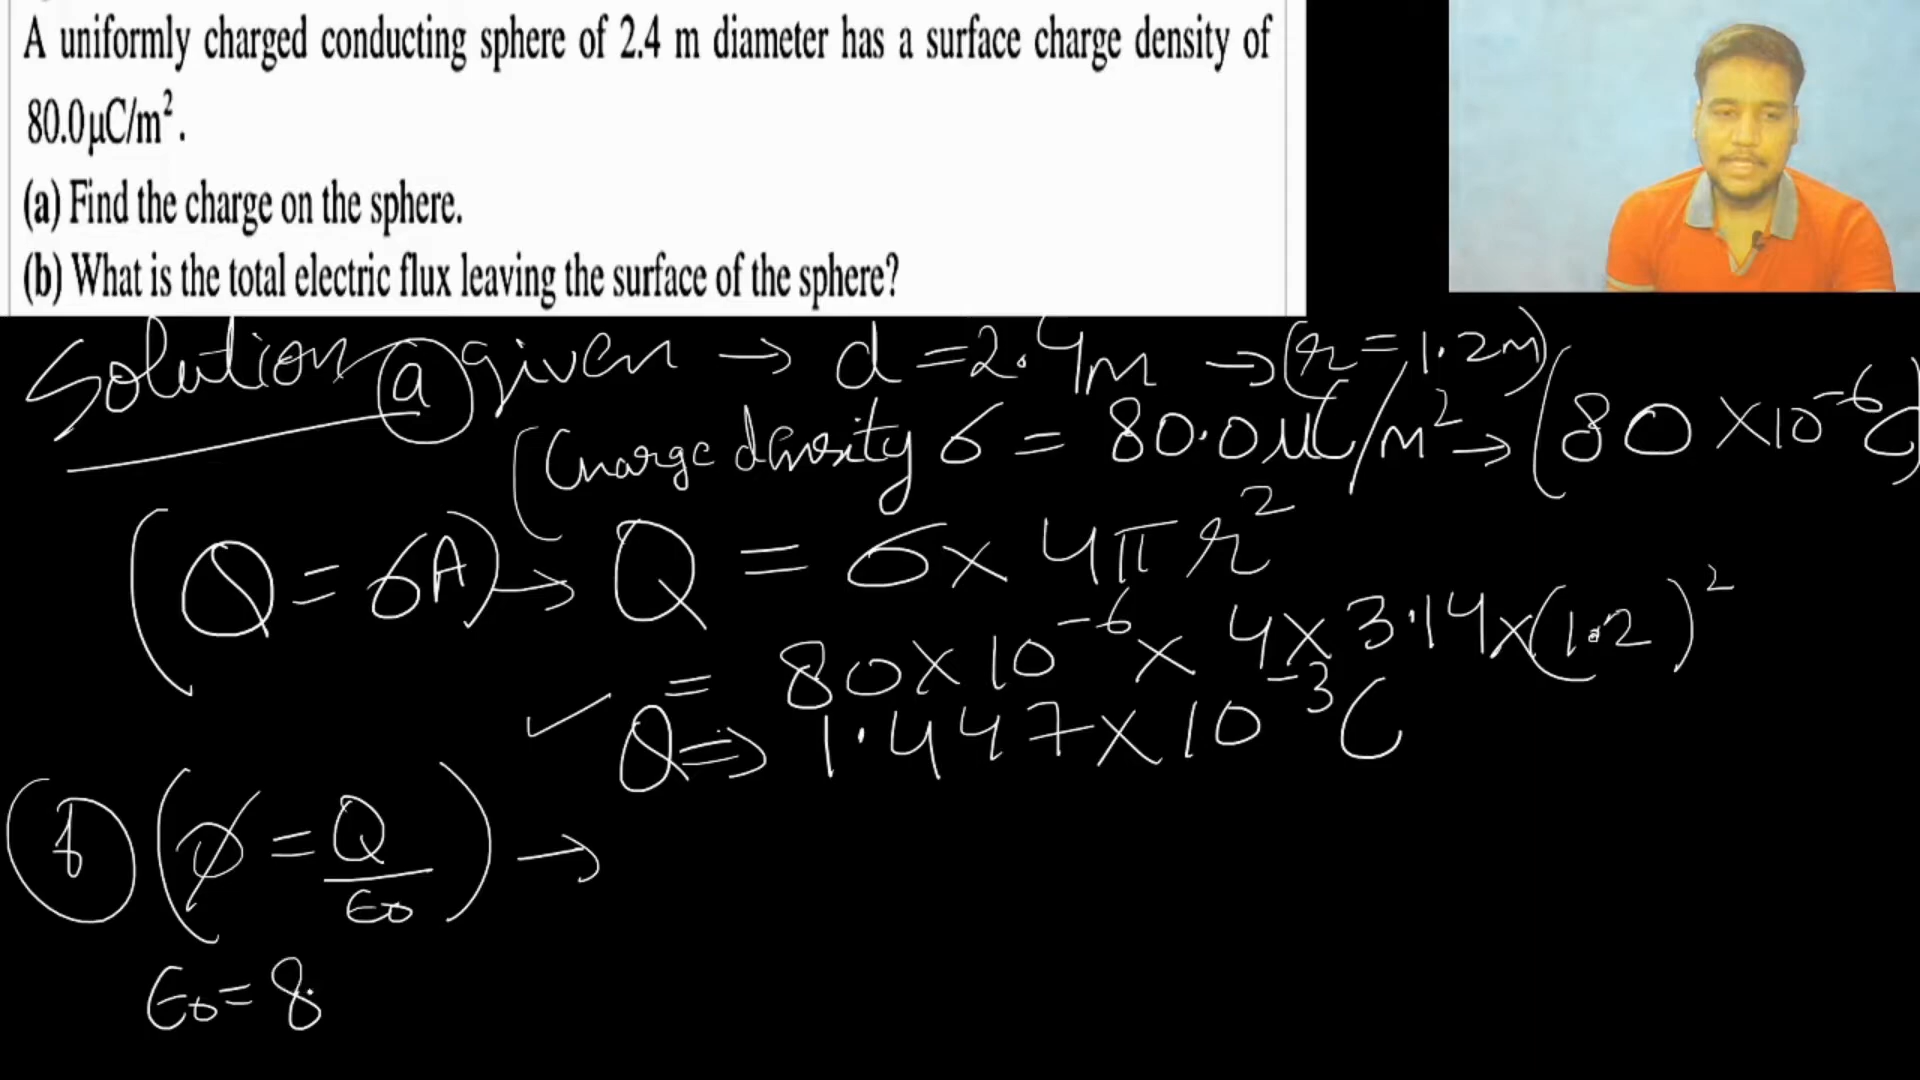 A uniformly charged conducting sphere of 2.4 m diameter has a surface charge density of
80.0μC/m².
(a) Find the charge on the sphere.
(b) What is the total electric flux leaving the surface of the sphere?
Solution (a) given → d = 2.4m → (r = 1.2m)
(Charge density σ = 80.0 μC/m² → (80 × 10⁻⁶ C)
(Q = σA) → Q = σ × 4πr²
= 80 × 10⁻⁶ × 4 × 3.14 × (1.2)²
Q ⇒ 1.447 × 10⁻³ C
(b) (φ = Q/ε₀) →
ε₀ = 8.